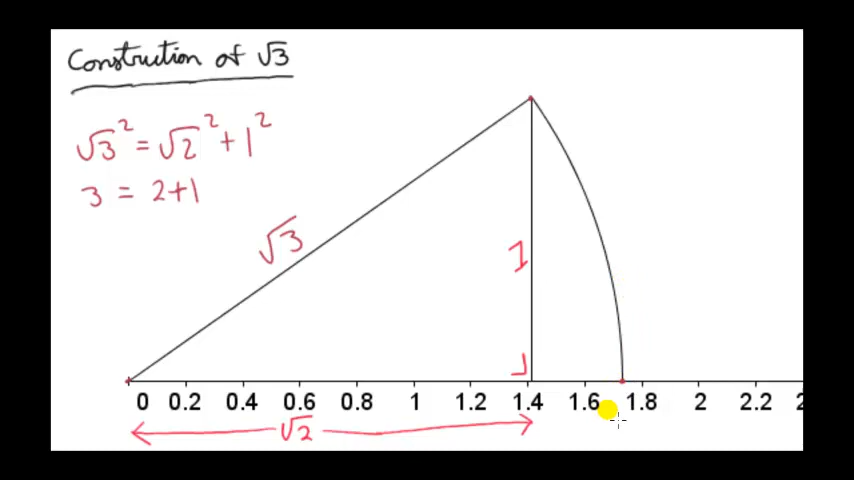 Construction of √3
√3² = √2² + 1²
3 = 2+1
√3
1
0 0.2 0.4 0.6 0.8 1 1.2 1.4 1.6 1.8 2 2.2 2
√2